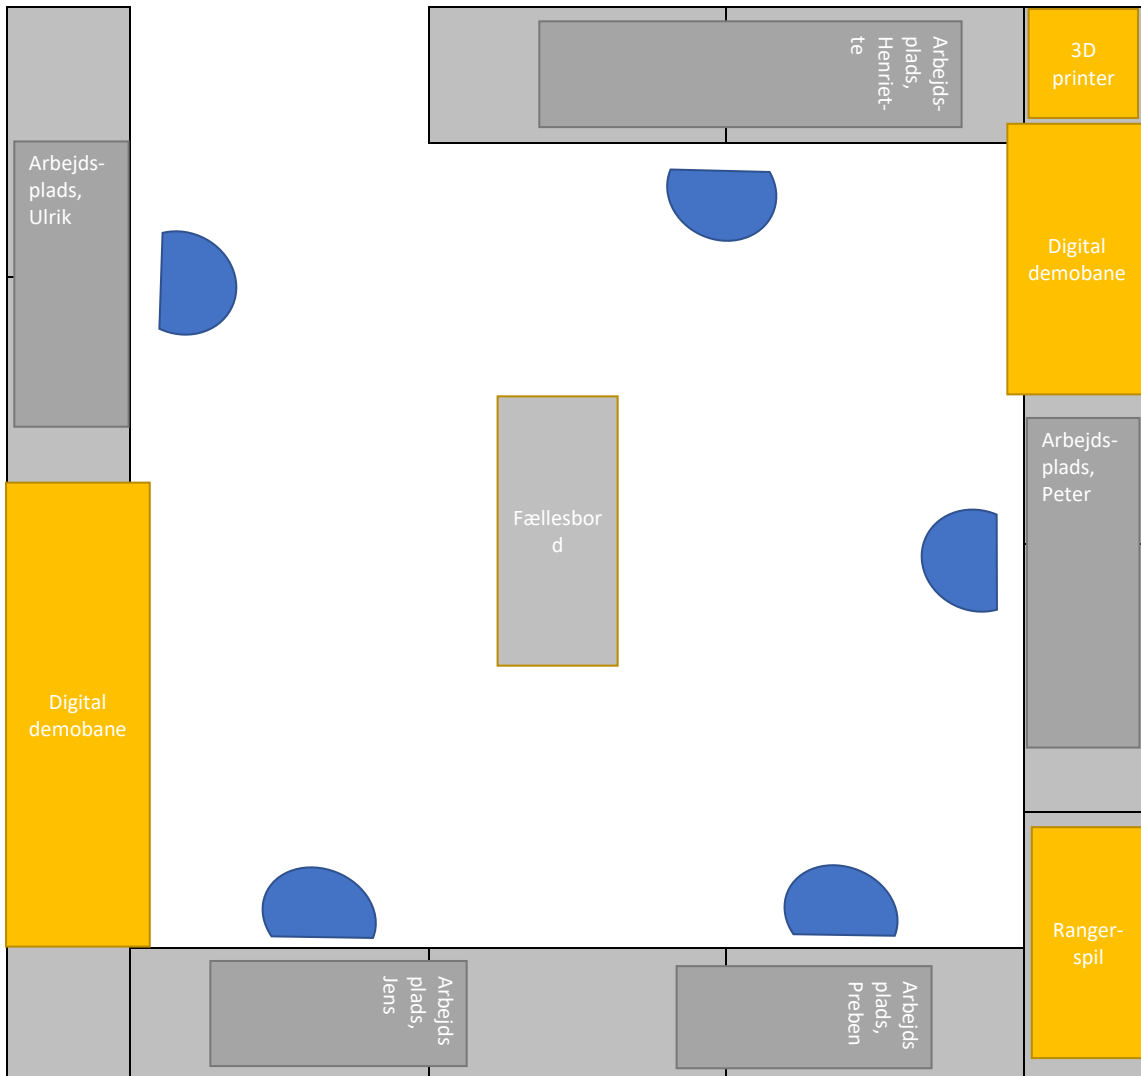 Arbejds-
plads,
Henriet-
te
3D
printer
Arbejds-
plads,
Ulrik
Digital
demobane
Arbejds-
plads,
Peter
Fællesbor
d
Digital
demobane
Ranger-
spil
Arbejds
plads,
Jens
Arbejds
plads,
Preben